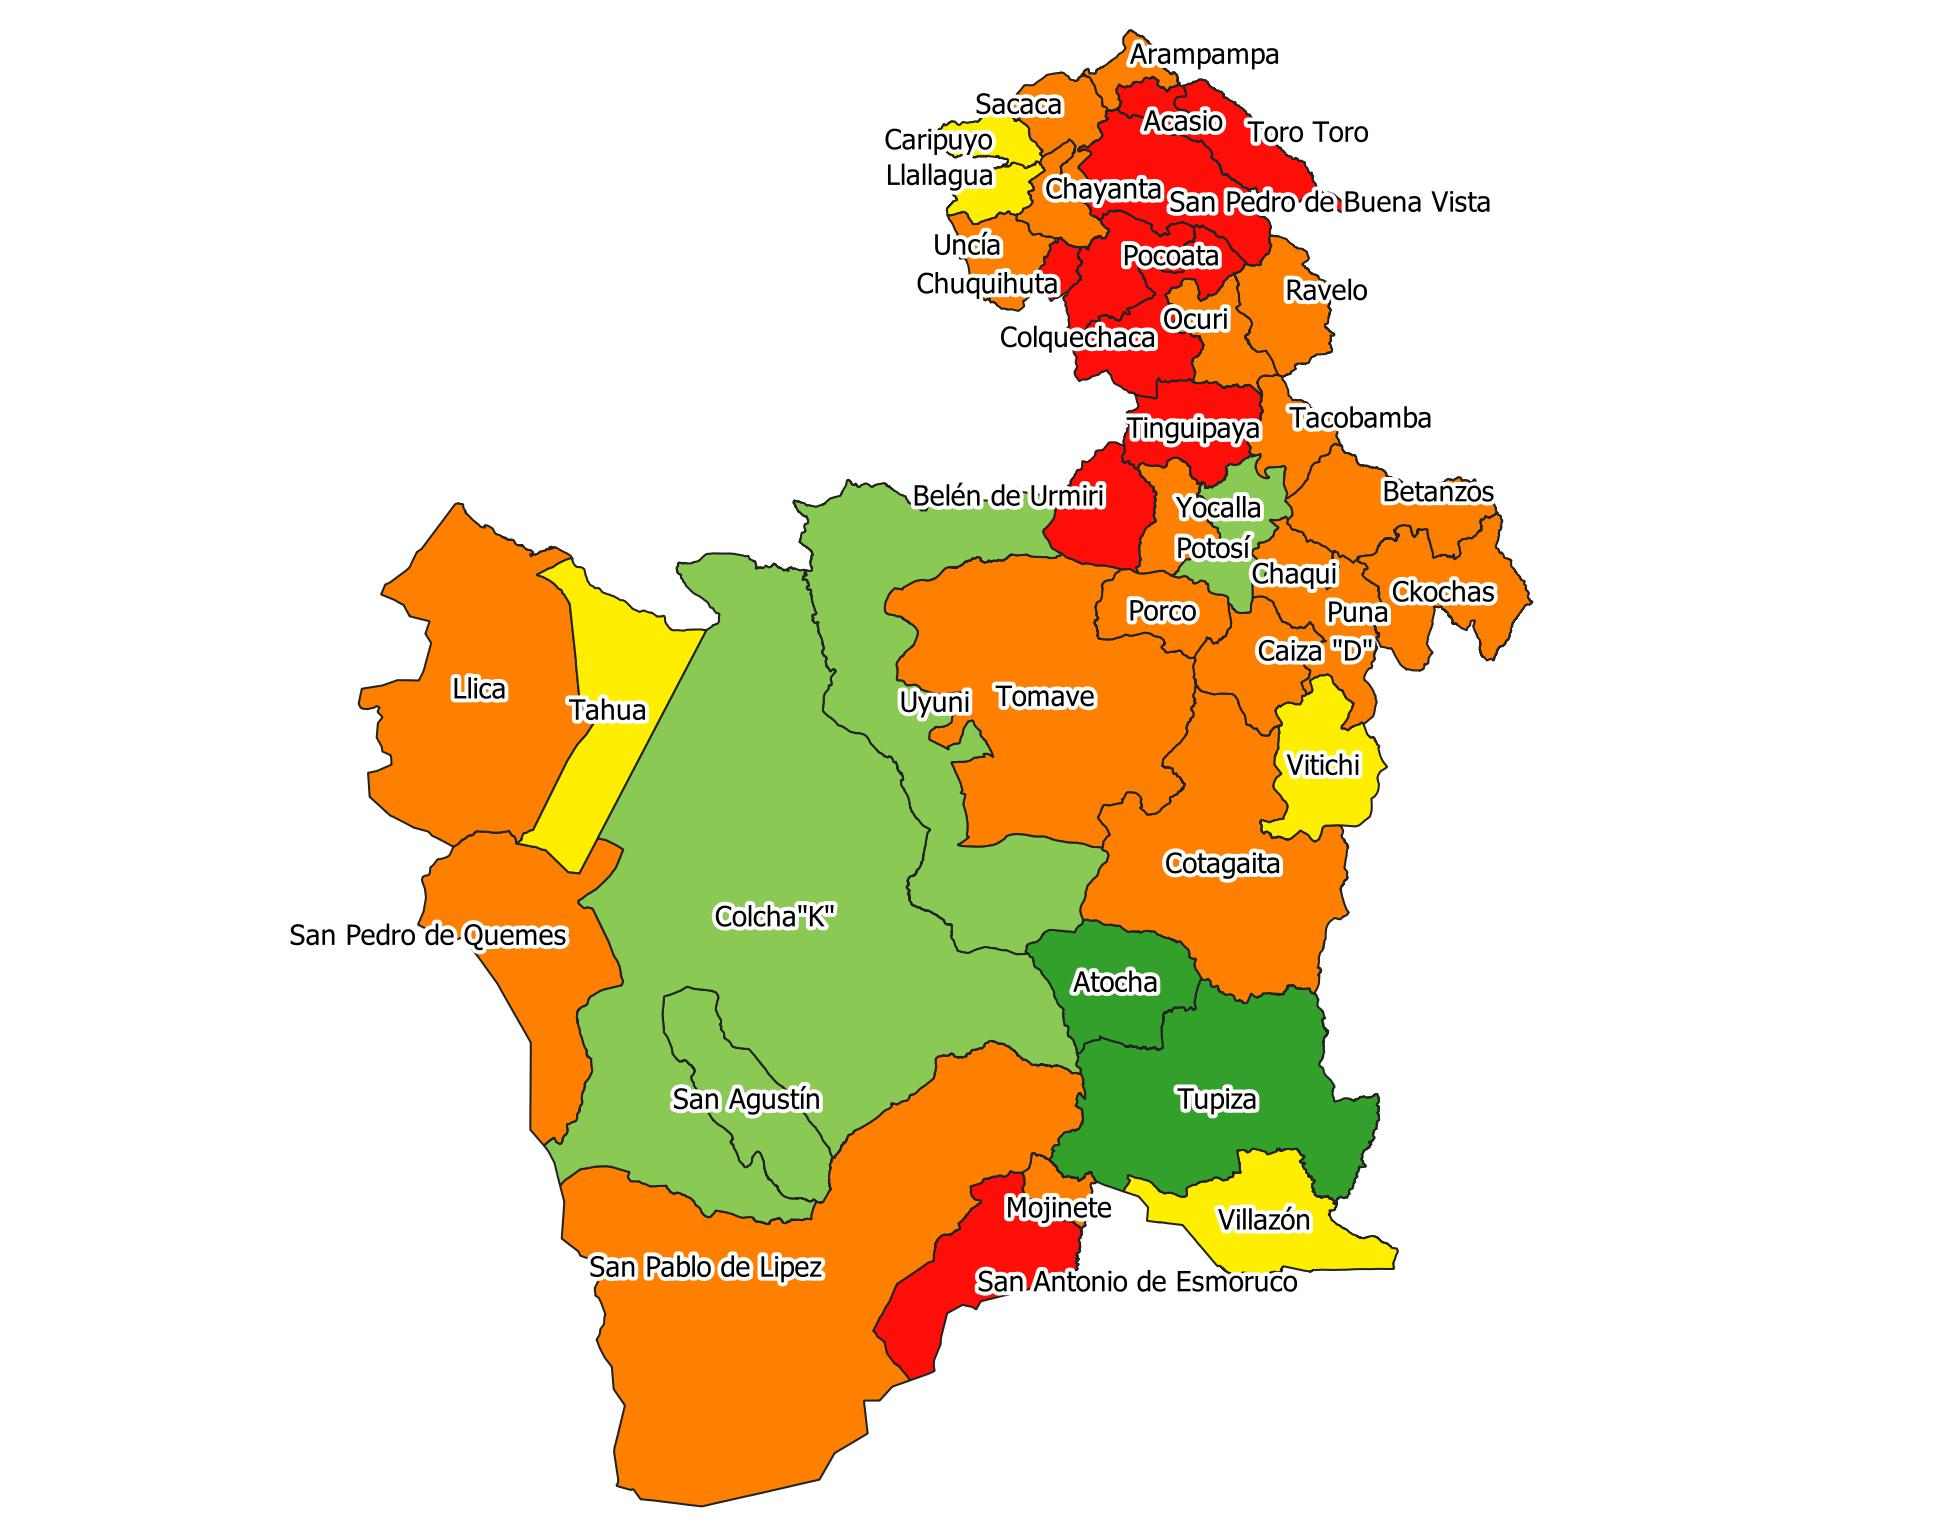 Arampampa
Sacaca
Acasio
Toro Toro
Caripuyo
Llallagua
Chayanta
San Pedro de Buena Vista
Uncía
Pocoata
Chuquihuta
Ravelo
Ocuri
Colquechaca
Tacobamba
Tinguipaya
Betanzos
Belén de Urmiri
Yocalla
Potosí
Chaqui
Ckochas
Porco
Puna
Caiza "D"
Llica
Tahua
Uyuni
Tomave
Vitichi
Cotagaita
Colcha"K"
San Pedro de Quemes
Atocha
San Agustín
Tupiza
Mojinete
Villazón
San Pablo de Lipez
San Antonio de Esmoruco